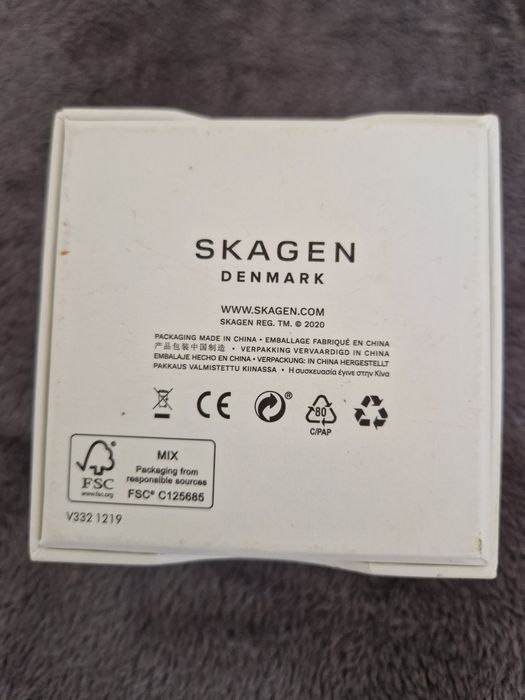 SKAGEN
DENMARK
WWW.SKAGEN.COM
SKAGEN REG. TM. © 2020
PACKAGING MADE IN CHINA • EMBALLAGE FABRIQUÉ EN CHINA
产品包装中国制造 • VERPAKKING VERVAARDIGD IN CHINA
EMBALAJE HECHO EN CHINA • VERPACKUNG: IN CHINA HERGESTELLT
PAKKAUS VALMISTETTU KIINASSA • Η συσκευασία έγινε στην Κίνα
CE ® 80
C/PAP
MIX
Packaging from
responsible sources
FSC® C125685
FSC
www.fsc.org
V332 1219